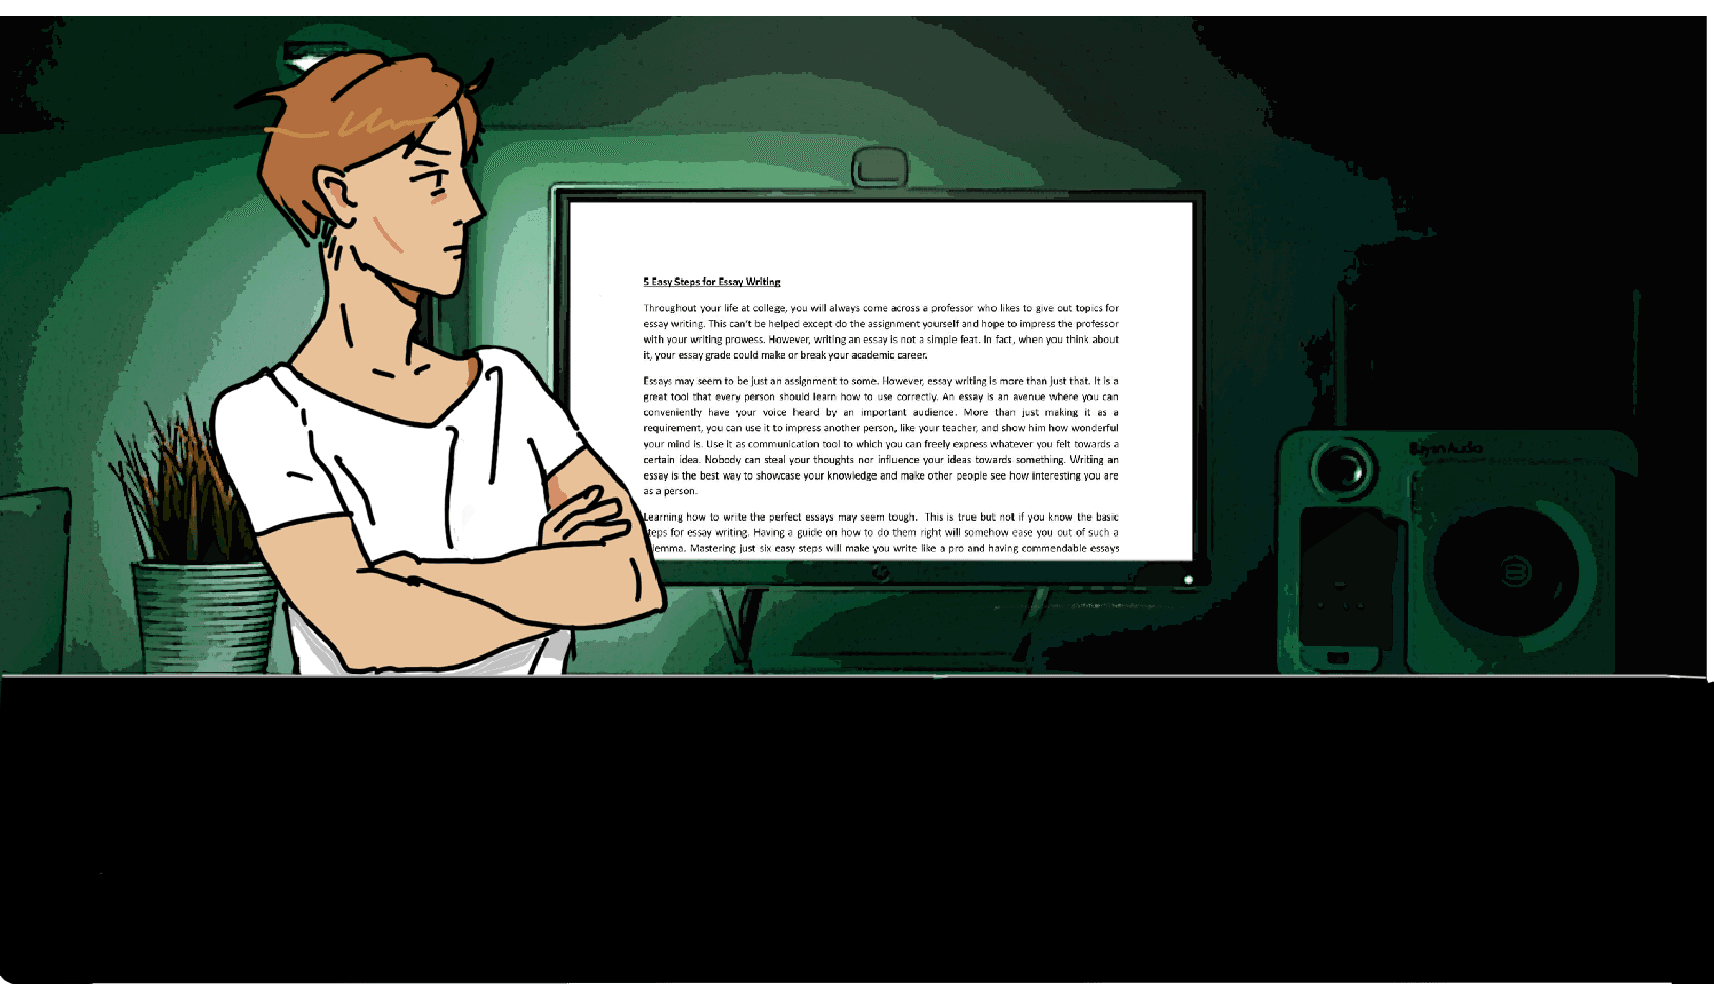 5 Easy Steps for Essay Writing
Throughout your life at college, you will always come across a professor who likes to give out topics for
essay writing. This can't be helped except do the assignment yourself and hope to impress the professor
with your writing prowess. However, writing an essay is not a simple feat. In fact, when you think about
it, your essay grade could make or break your academic career.
Essays may seem to be just an assignment to some. However, essay writing is more than just that. It is a
great tool that every person should learn how to use correctly. An essay is an avenue where you can
conveniently have your voice heard by an important audience. More than just making it as a
requirement, you can use it to impress another person, like your teacher, and show him how wonderful
your mind is. Use it as communication tool to which you can freely express whatever you felt towards a
certain idea. Nobody can steal your thoughts nor influence your ideas towards something. Writing an
essay is the best way to showcase your knowledge and make other people see how interesting you are
as a person.
Learning how to write the perfect essays may seem tough. This is true but not if you know the basic
steps for essay writing. Having a guide on how to do them right will somehow ease you out of such a
dilemma. Mastering just six easy steps will make you write like a pro and having commendable essays
Audio